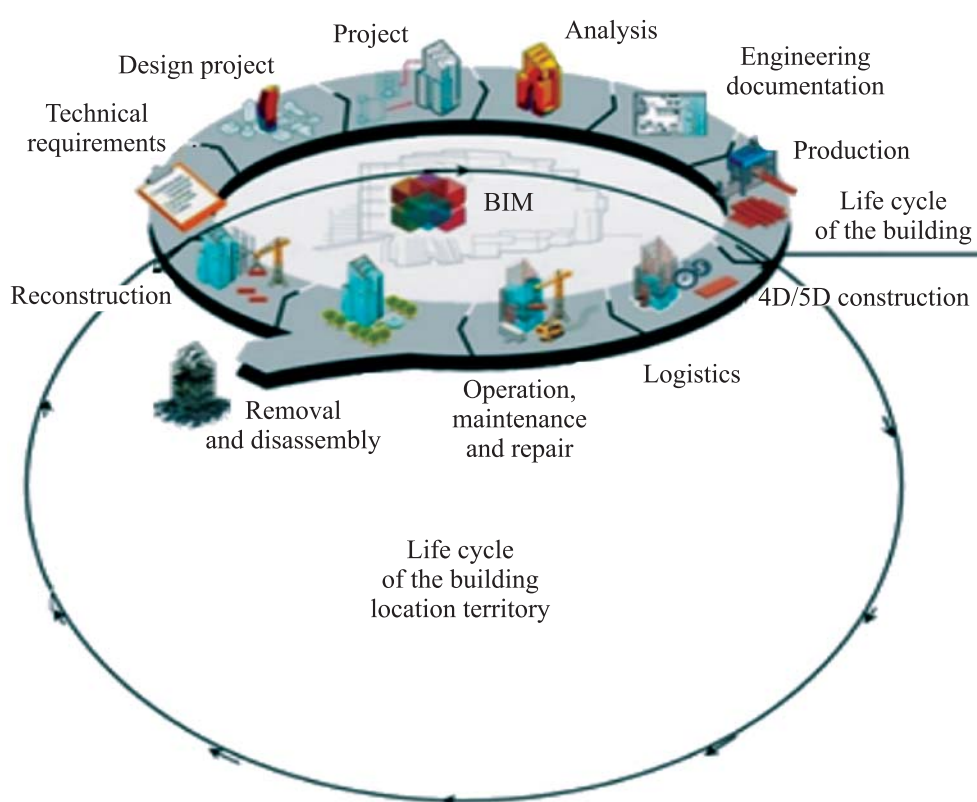 Project
Analysis
Design project
Engineering
documentation
Technical
requirements
Production
BIM
Life cycle
of the building
Reconstruction
4D/5D construction
Logistics
Operation,
maintenance
and repair
Removal
and disassembly
Life cycle
of the building
location territory